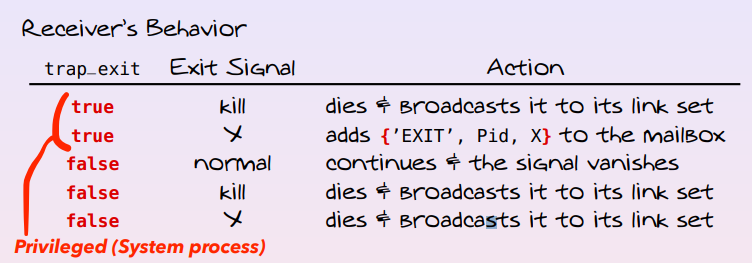 Receiver's Behavior
trap_exit Exit Signal Action
true kill dies & Broadcasts it to its link set
true X adds {’EXIT’, Pid, X} to the mailbox
false normal continues & the signal vanishes
false kill dies & Broadcasts it to its link set
false X dies & Broadcasts it to its link set
Privileged (System process)